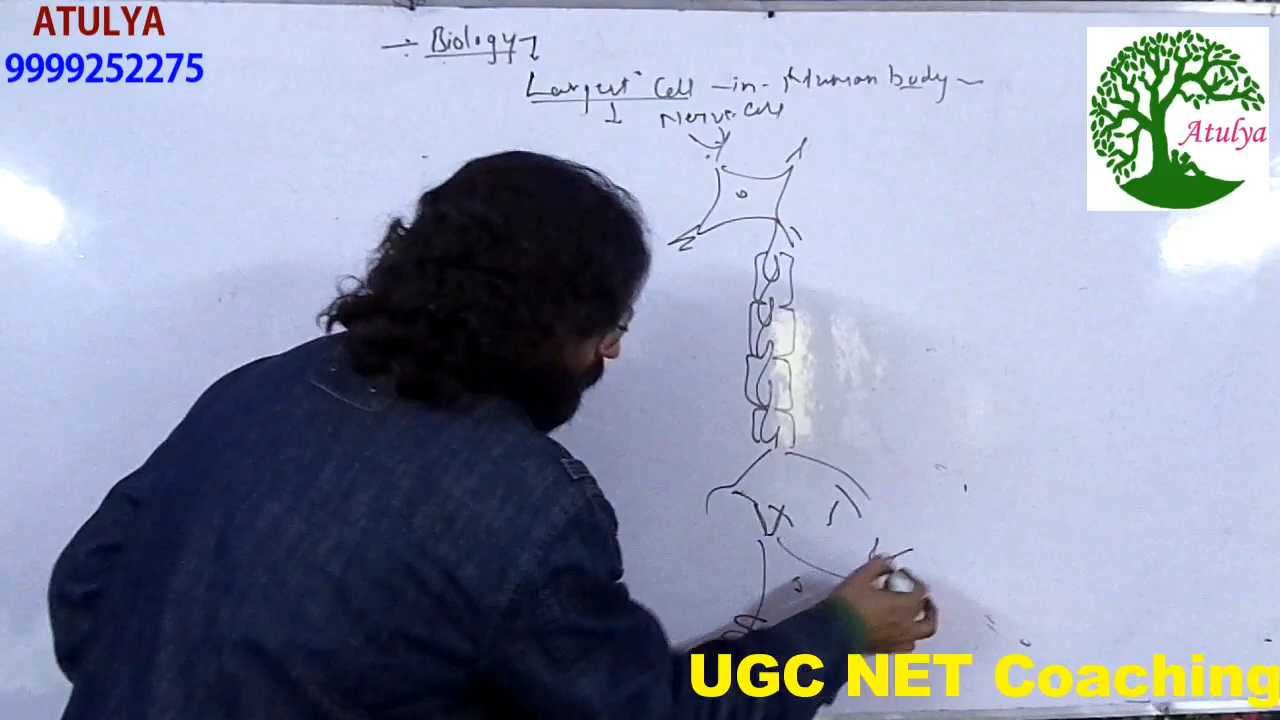 ATULYA
9999252275
Biology
Largest Cell in Human body
Nerve Cell
Atulya
UGC NET Coaching